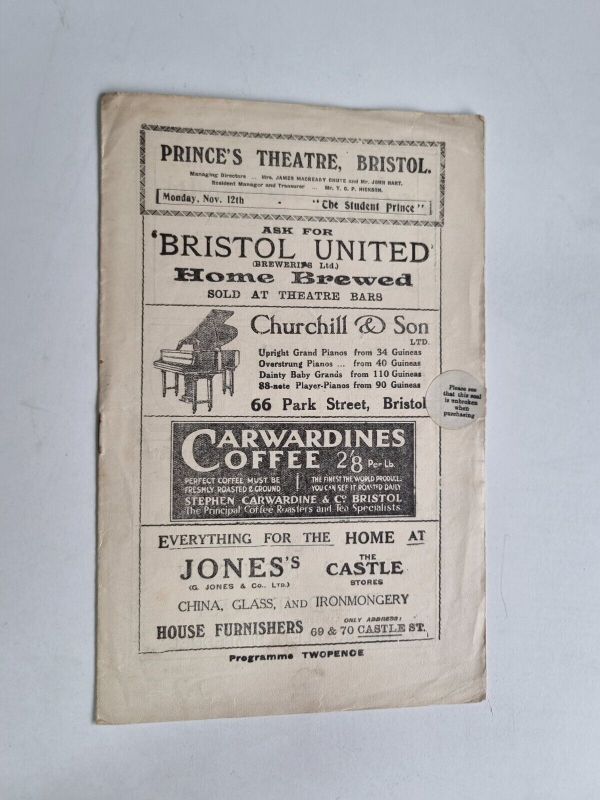 PRINCE'S THEATRE, BRISTOL.
Managing Directors ... Mrs. JAMES MACREADY CHUTE and Mr. JOHN HART.
Resident Manager and Treasurer ... Mr. T. C. P. HICKSON.
Monday, Nov. 12th - "The Student Prince"
ASK FOR
'BRISTOL UNITED'
(BREWERIES Ltd.)
Home Brewed
SOLD AT THEATRE BARS
Churchill & Son
LTD.
Upright Grand Pianos from 34 Guineas
Overstrung Pianos ... from 40 Guineas
Dainty Baby Grands from 110 Guineas
88-note Player-Pianos from 90 Guineas
66 Park Street, Bristol
Please see
that this seal
is unbroken
when
purchasing
CARWARDINES
COFFEE 2/8 Per Lb.
PERFECT COFFEE MUST BE FRESHLY ROASTED & GROUND
THE FINEST THE WORLD PRODUCES YOU CAN SEE IT ROASTED DAILY
STEPHEN CARWARDINE & Co BRISTOL
The Principal Coffee Roasters and Tea Specialists.
EVERYTHING FOR THE HOME AT
JONES'S THE CASTLE
(G. JONES & Co., LTD.) STORES
CHINA, GLASS, AND IRONMONGERY
ONLY ADDRESS:
HOUSE FURNISHERS 69 & 70 CASTLE ST.
Programme TWOPENCE